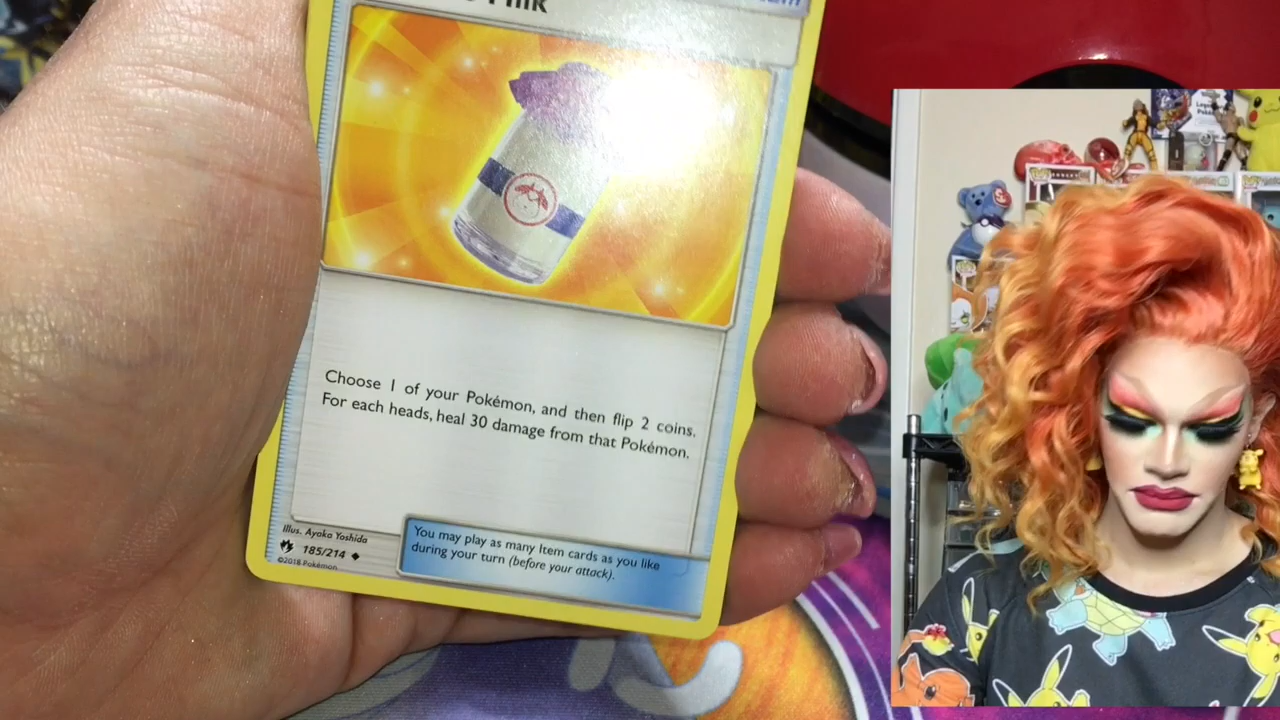 Milk
Choose 1 of your Pokémon, and then flip 2 coins.
For each heads, heal 30 damage from that Pokémon.
Illus. Ayaka Yoshida
185/214
©2018 Pokémon
You may play as many Item cards as you like
during your turn (before your attack).